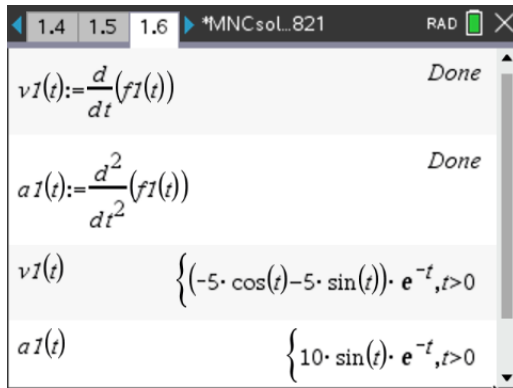 1.4 1.5 1.6 *MNCsol...821 RAD
v1(t):=d/dt(f1(t)) Done
a1(t):=d²/dt²(f1(t)) Done
v1(t) {(-5·cos(t)-5·sin(t))·e^-t,t>0
a1(t) {10·sin(t)·e^-t,t>0